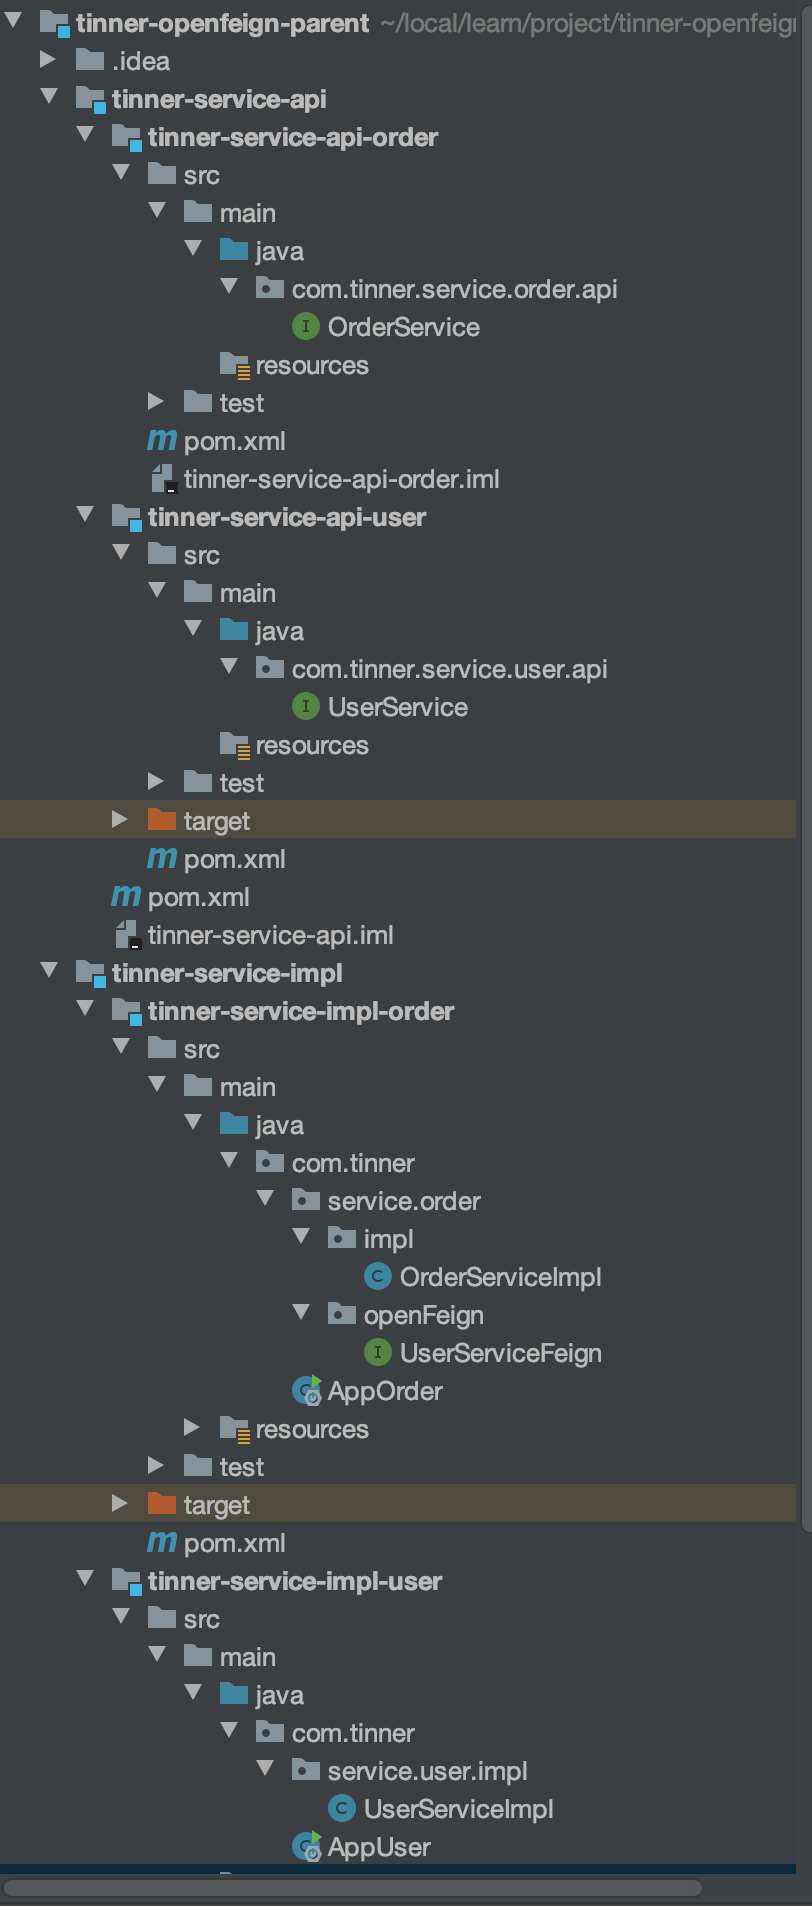 tinner-openfeign-parent ~/local/learn/project/tinner-openfeign
.idea
tinner-service-api
tinner-service-api-order
src
main
java
com.tinner.service.order.api
OrderService
resources
test
pom.xml
tinner-service-api-order.iml
tinner-service-api-user
src
main
java
com.tinner.service.user.api
UserService
resources
test
target
pom.xml
pom.xml
tinner-service-api.iml
tinner-service-impl
tinner-service-impl-order
src
main
java
com.tinner
service.order
impl
OrderServiceImpl
openFeign
UserServiceFeign
AppOrder
resources
test
target
pom.xml
tinner-service-impl-user
src
main
java
com.tinner
service.user.impl
UserServiceImpl
AppUser